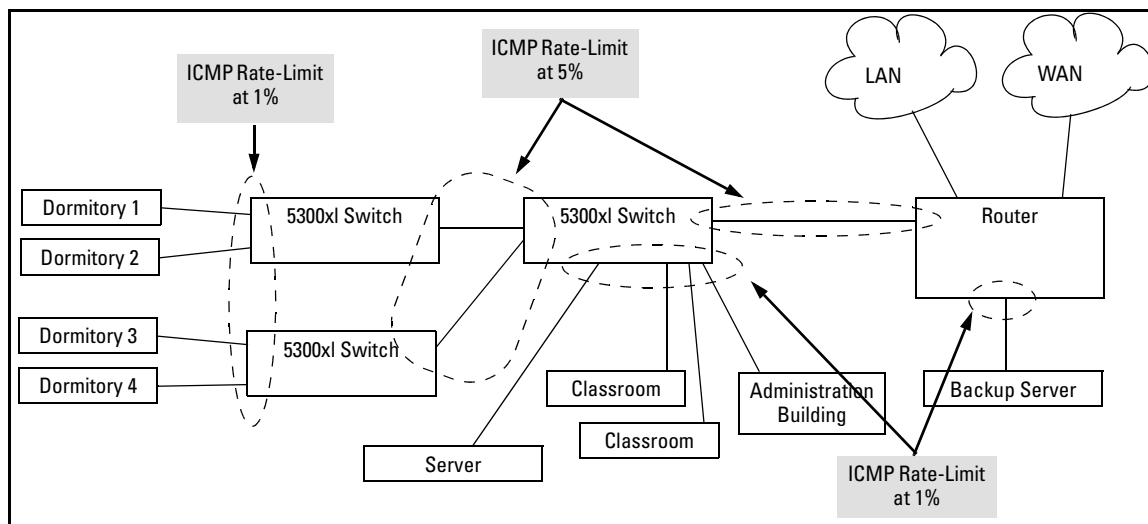 ICMP Rate-Limit
at 1%
ICMP Rate-Limit
at 5%
LAN
WAN
Dormitory 1
Dormitory 2
5300xl Switch
5300xl Switch
Router
Dormitory 3
Dormitory 4
5300xl Switch
Classroom
Administration
Building
Backup Server
Classroom
Server
ICMP Rate-Limit
at 1%